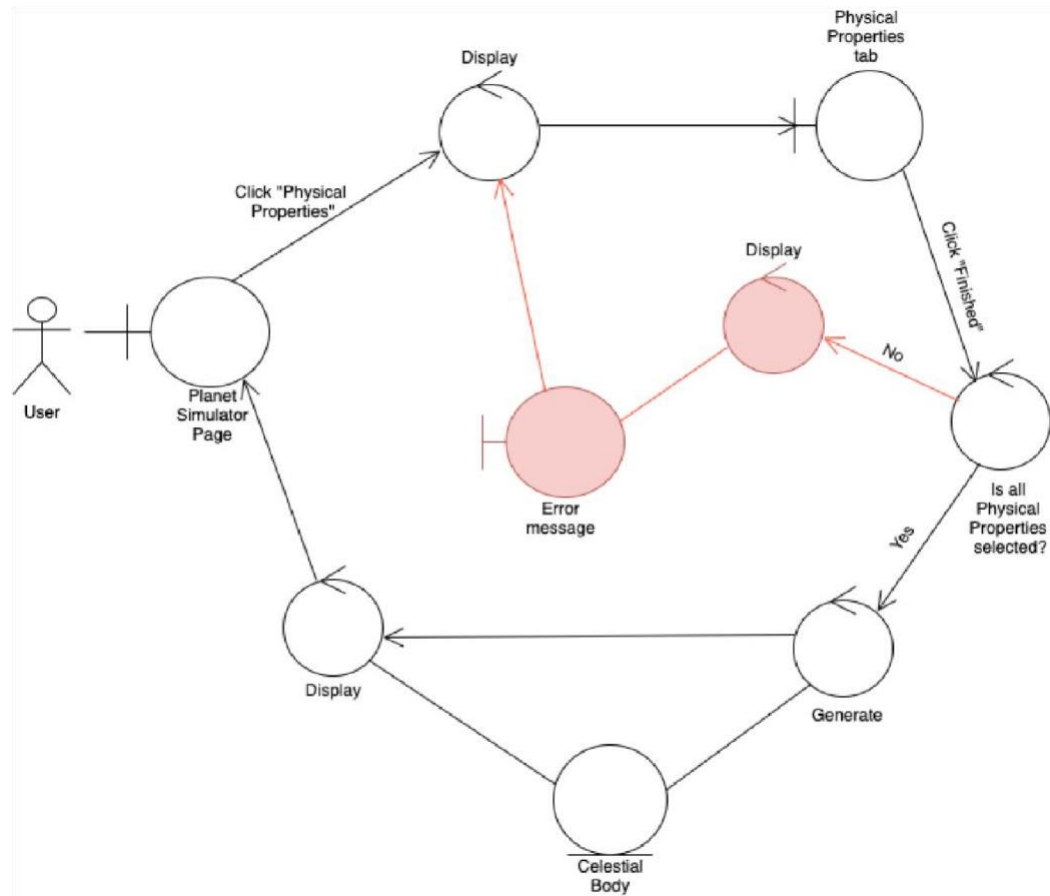 Physical
Properties
tab
Display
Click "Physical
Properties"
Display
Click "Finished"
No
User
Planet
Simulator
Page
Error
message
Is all
Physical
Properties
selected?
Yes
Display
Generate
Celestial
Body